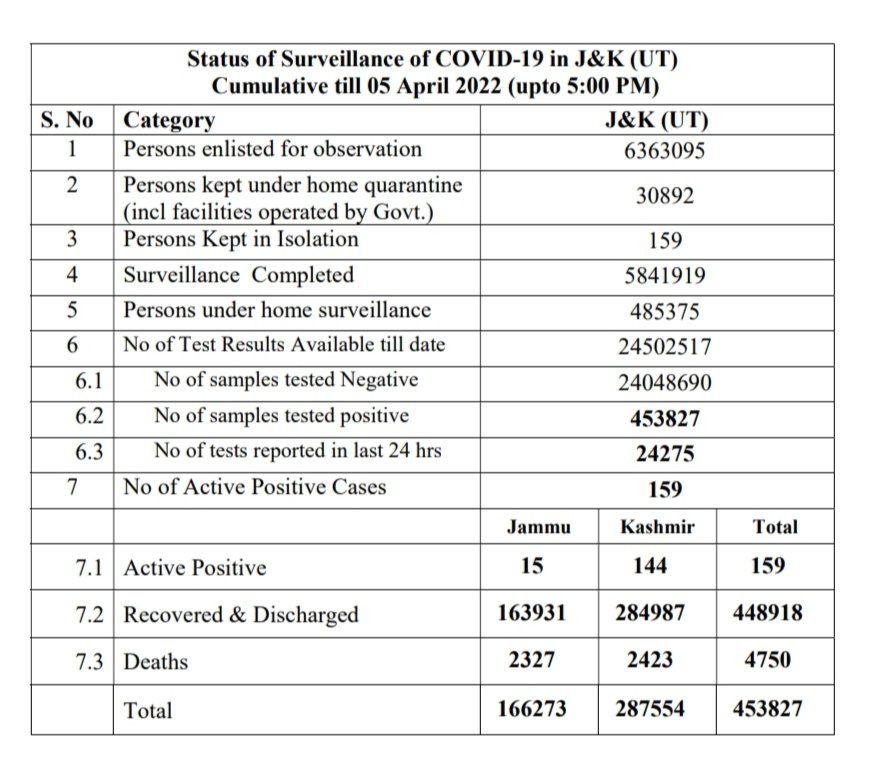 Status of Surveillance of COVID-19 in J&K (UT)
Cumulative till 05 April 2022 (upto 5:00 PM)
S. No Category J&K (UT)
1 Persons enlisted for observation 6363095
2 Persons kept under home quarantine
(incl facilities operated by Govt.) 30892
3 Persons Kept in Isolation 159
4 Surveillance Completed 5841919
5 Persons under home surveillance 485375
6 No of Test Results Available till date 24502517
6.1 No of samples tested Negative 24048690
6.2 No of samples tested positive 453827
6.3 No of tests reported in last 24 hrs 24275
7 No of Active Positive Cases 159
Jammu Kashmir Total
7.1 Active Positive 15 144 159
7.2 Recovered & Discharged 163931 284987 448918
7.3 Deaths 2327 2423 4750
Total 166273 287554 453827